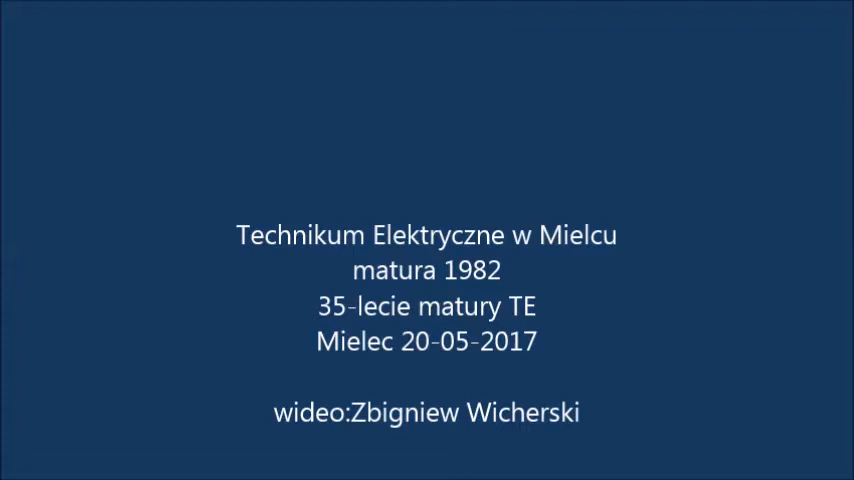 Technikum Elektryczne w Mielcu
matura 1982
35-lecie matury TE
Mielec 20-05-2017
wideo:Zbigniew Wicherski